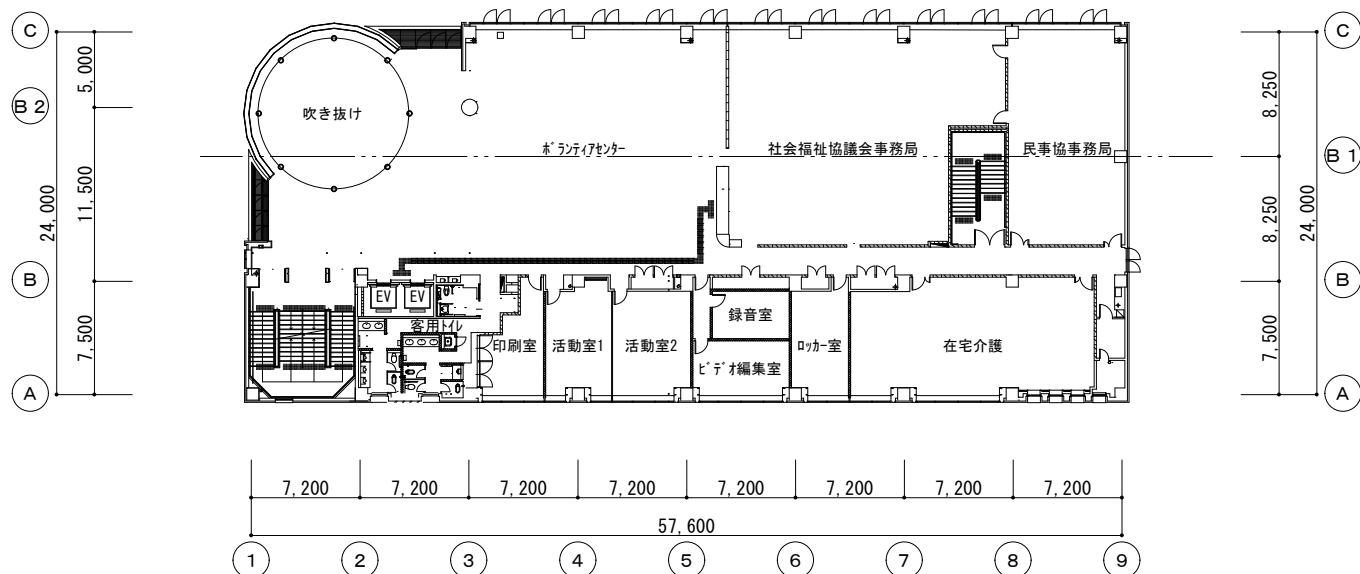 C
C
5,000
8,250
B2
吹き抜け
ボランティアセンター
社会福祉協議会事務局
民事協事務局
B1
24,000
11,500
8,250
24,000
B
B
EV
EV
録音室
客用トイレ
印刷室
活動室1
活動室2
ロッカー室
在宅介護
7,500
7,500
ビデオ編集室
A
A
7,200
7,200
7,200
7,200
7,200
7,200
7,200
7,200
57,600
1
2
3
4
5
6
7
8
9